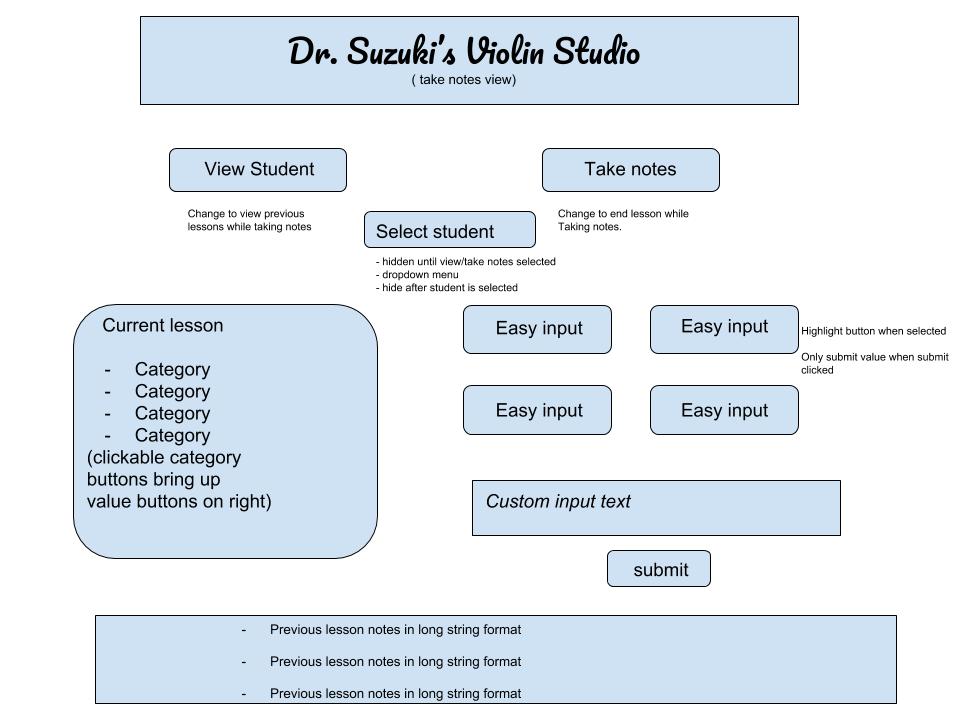 Dr. Suzuki's Violin Studio
( take notes view)
View Student
Take notes
Change to view previous
lessons while taking notes
Select student
Change to end lesson while
Taking notes.
- hidden until view/take notes selected
- dropdown menu
- hide after student is selected
Current lesson
- Category
- Category
- Category
- Category
(clickable category
buttons bring up
value buttons on right)
Easy input
Easy input
Highlight button when selected
Only submit value when submit
clicked
Easy input
Easy input
Custom input text
submit
- Previous lesson notes in long string format
- Previous lesson notes in long string format
- Previous lesson notes in long string format